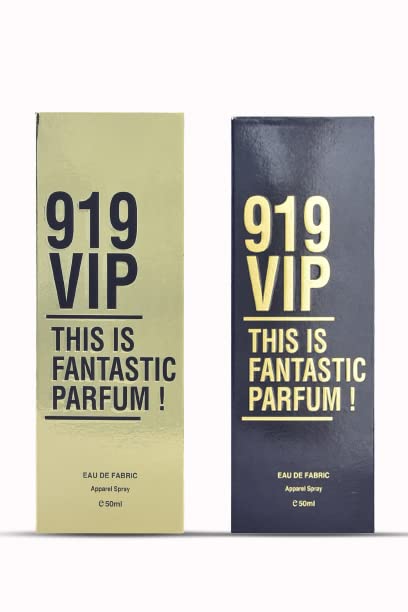 919
VIP
THIS IS
FANTASTIC
PARFUM !
EAU DE FABRIC
Apparel Spray
℮50ml
919
VIP
THIS IS
FANTASTIC
PARFUM !
EAU DE FABRIC
Apparel Spray
℮50ml